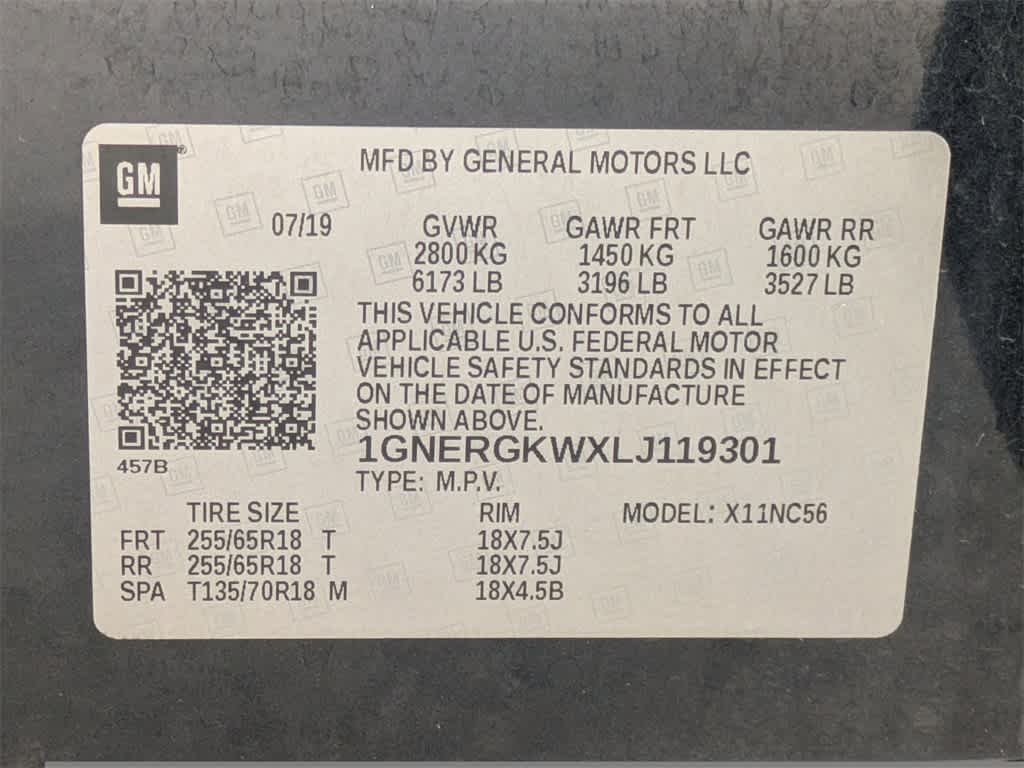 GM®
MFD BY GENERAL MOTORS LLC
07/19 GVWR GAWR FRT GAWR RR
2800 KG 1450 KG 1600 KG
6173 LB 3196 LB 3527 LB
THIS VEHICLE CONFORMS TO ALL
APPLICABLE U.S. FEDERAL MOTOR
VEHICLE SAFETY STANDARDS IN EFFECT
ON THE DATE OF MANUFACTURE
SHOWN ABOVE.
1GNERGKWXLJ119301
457B
TYPE: M.P.V.
TIRE SIZE RIM MODEL: X11NC56
FRT 255/65R18 T 18X7.5J
RR 255/65R18 T 18X7.5J
SPA T135/70R18 M 18X4.5B